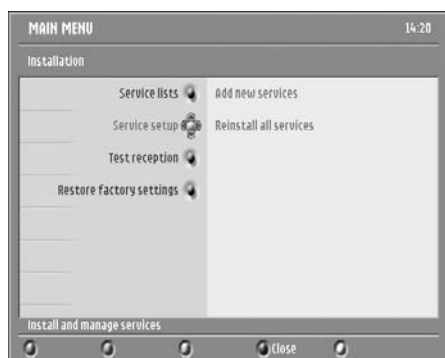 MAIN MENU 14:20
Installation
Service lists Add new services
Service setup Reinstall all services
Test reception
Restore factory settings
Install and manage services
Close